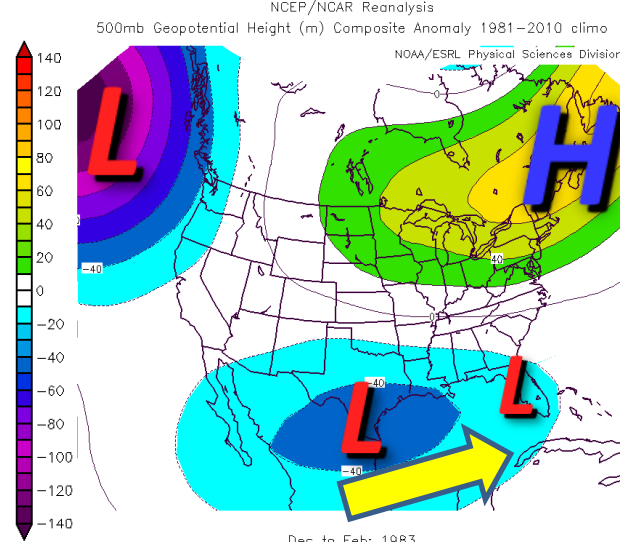 NCEP/NCAR Reanalysis
500mb Geopotential Height (m) Composite Anomaly 1981-2010 climo
NOAA/ESRL Physical Sciences Division
140
120
100
80
60
40
20
0
-20
-40
-60
-80
-100
-120
-140
0
L
H
-40
40
0
-40
L
L
-40
Dec to Feb: 1983